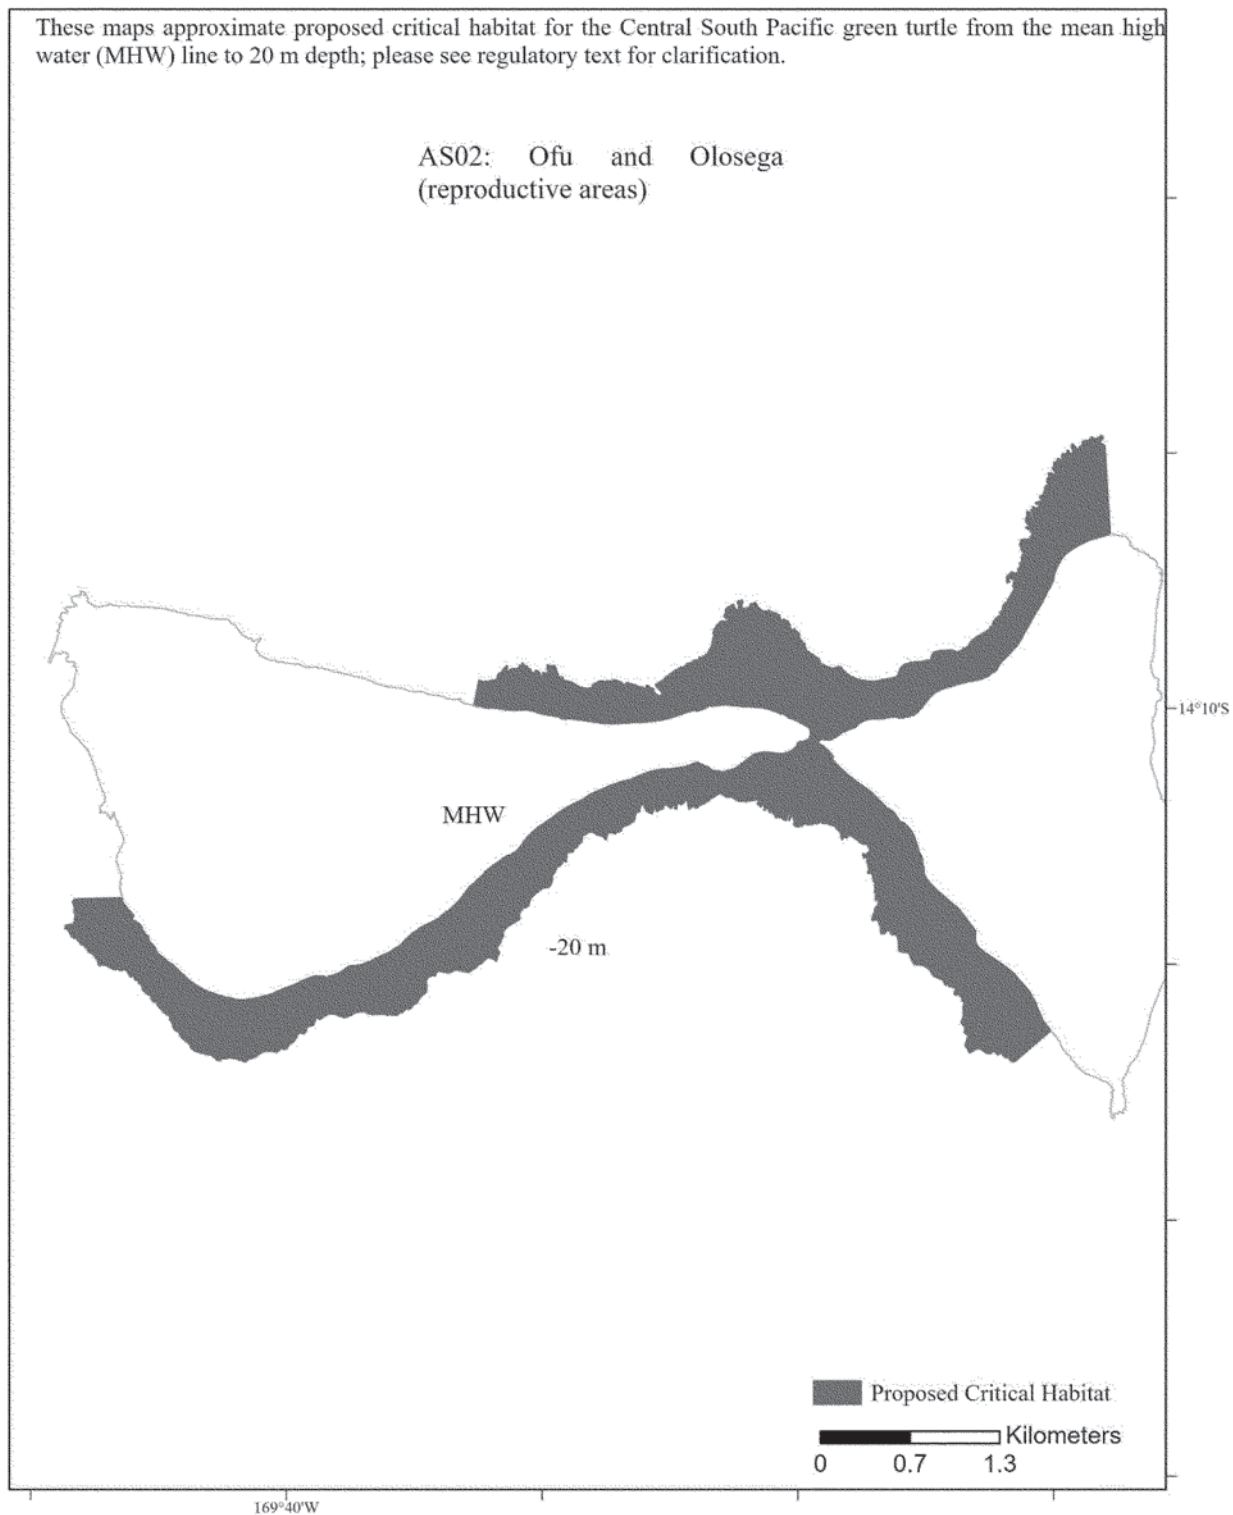 These maps approximate proposed critical habitat for the Central South Pacific green turtle from the mean high
water (MHW) line to 20 m depth; please see regulatory text for clarification.
AS02: Ofu and Olosega
(reproductive areas)
14°10'S
MHW
-20 m
Proposed Critical Habitat
Kilometers
0 0.7 1.3
169°40'W